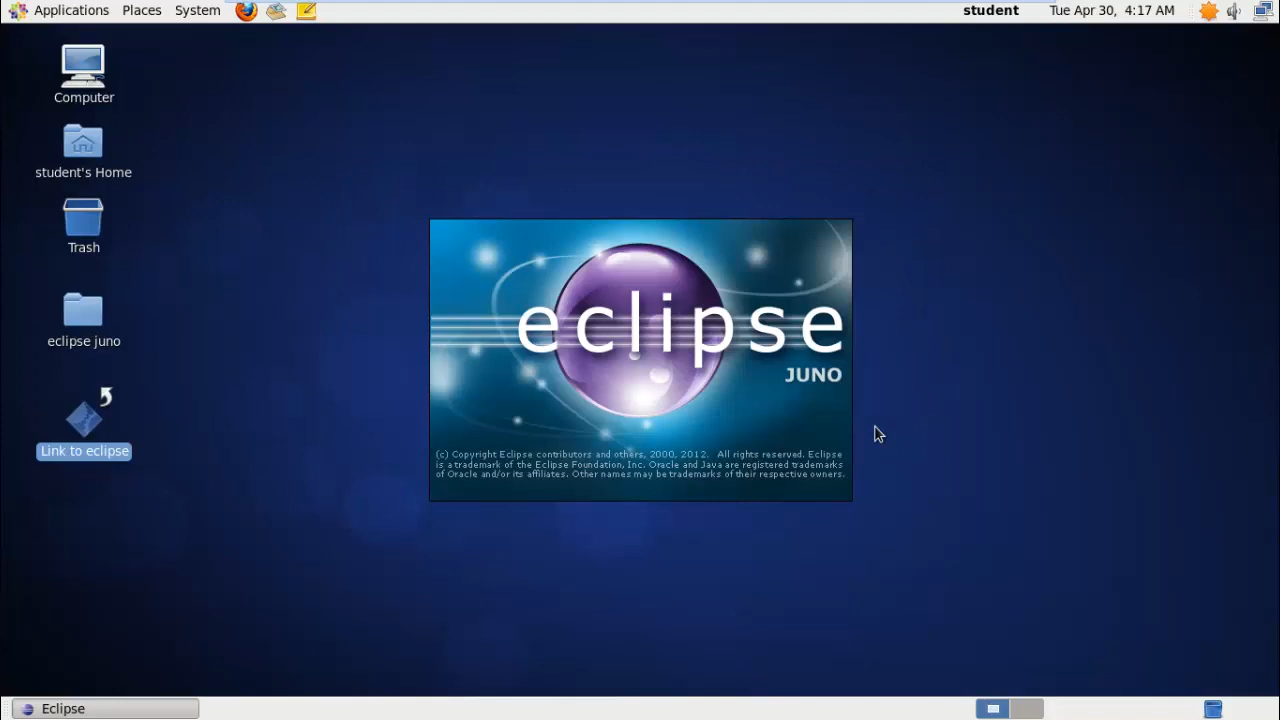 Applications Places System
student Tue Apr 30, 4:17 AM
Computer
student's Home
Trash
eclipse juno
Link to eclipse
eclipse
JUNO
(c) Copyright Eclipse contributors and others, 2000, 2012. All rights reserved. Eclipse
is a trademark of the Eclipse Foundation, Inc. Oracle and Java are registered trademarks
of Oracle and/or its affiliates. Other names may be trademarks of their respective owners.
Eclipse